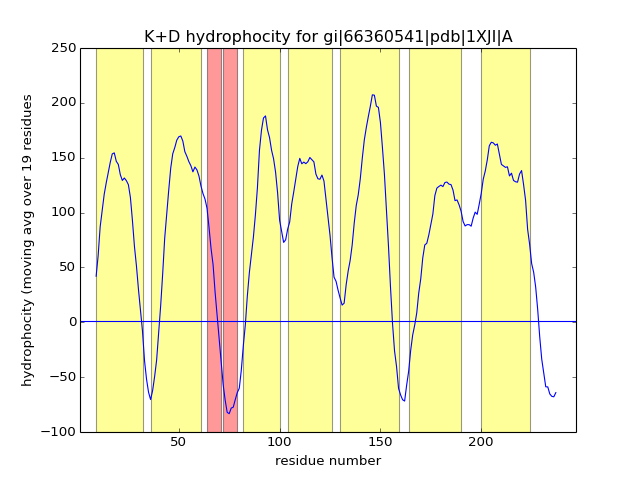 K+D hydrophocity for gi|66360541|pdb|1XJI|A
hydrophocity (moving avg over 19 residues
250
200
150
100
50
0
−50
−100
50 100 150 200
residue number